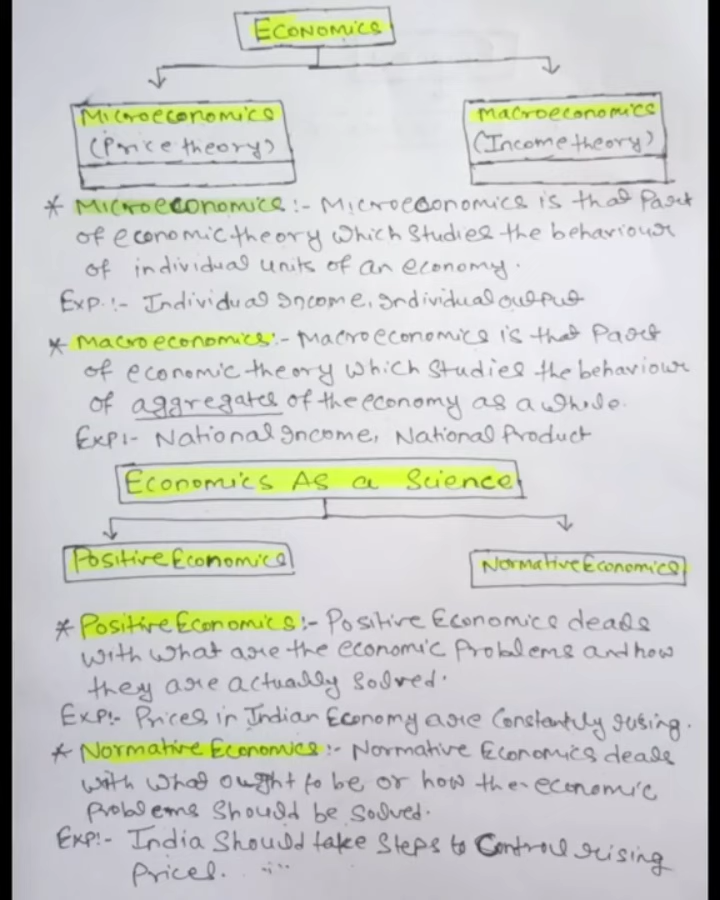 Economics
Microeconomics
(Price theory)
Macroeconomics
(Income theory)
* Microeconomics :- Microeconomics is that Part
of economic theory which studies the behaviour
of individual units of an economy.
Exp.:- Individual Income, Individual output
* Macroeconomics:- Macroeconomics is that Part
of economic theory which studies the behaviour
of aggregates of the economy as a whole.
Exp:- National Income, National Product
Economics As a Science
Positive Economics
Normative Economics
* Positive Economics :- Positive Economics deals
with what are the economic Problems and how
they are actually solved.
Exp:- Prices in Indian Economy are Constantly rising.
* Normative Economics :- Normative Economics deals
with what ought to be or how the economic
Problems should be solved.
Exp:- India Should take Steps to Control rising
Prices.